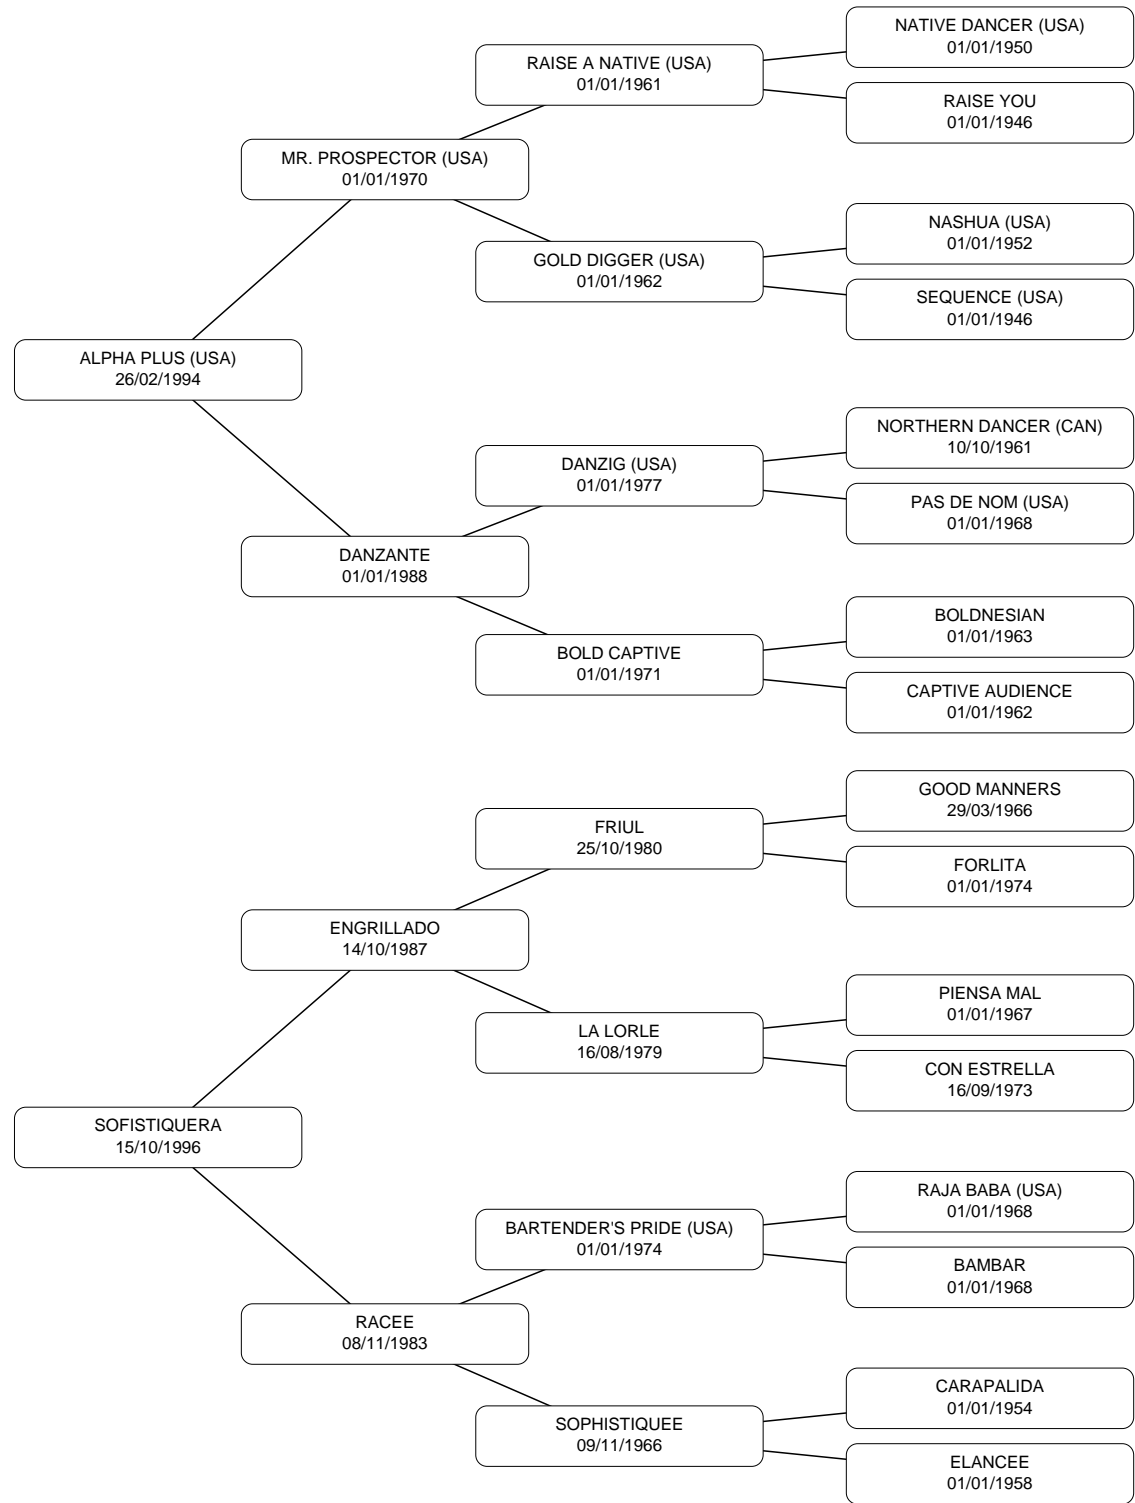 NATIVE DANCER (USA)
01/01/1950
RAISE A NATIVE (USA)
01/01/1961
RAISE YOU
01/01/1946
MR. PROSPECTOR (USA)
01/01/1970
NASHUA (USA)
01/01/1952
GOLD DIGGER (USA)
01/01/1962
SEQUENCE (USA)
01/01/1946
ALPHA PLUS (USA)
26/02/1994
NORTHERN DANCER (CAN)
10/10/1961
DANZIG (USA)
01/01/1977
PAS DE NOM (USA)
01/01/1968
DANZANTE
01/01/1988
BOLDNESIAN
01/01/1963
BOLD CAPTIVE
01/01/1971
CAPTIVE AUDIENCE
01/01/1962
GOOD MANNERS
29/03/1966
FRIUL
25/10/1980
FORLITA
01/01/1974
ENGRILLADO
14/10/1987
PIENSA MAL
01/01/1967
LA LORLE
16/08/1979
CON ESTRELLA
16/09/1973
SOFISTIQUERA
15/10/1996
RAJA BABA (USA)
01/01/1968
BARTENDER'S PRIDE (USA)
01/01/1974
BAMBAR
01/01/1968
RACEE
08/11/1983
CARAPALIDA
01/01/1954
SOPHISTIQUEE
09/11/1966
ELANCEE
01/01/1958